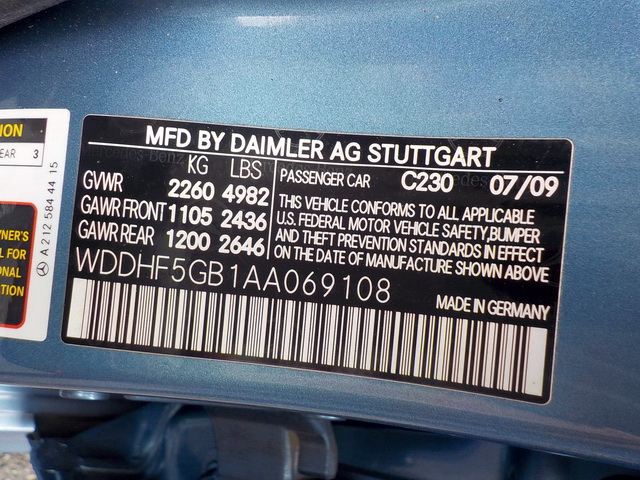 ION
EAR 3
A 212 584 44 15
WNER'S
L FOR
ONAL
TION
MFD BY DAIMLER AG STUTTGART
KG LBS
GVWR 2260 4982
GAWR FRONT 1105 2436
GAWR REAR 1200 2646
PASSENGER CAR C230 07/09
THIS VEHICLE CONFORMS TO ALL APPLICABLE
U.S. FEDERAL MOTOR VEHICLE SAFETY,BUMPER
AND THEFT PREVENTION STANDARDS IN EFFECT
ON DATE OF MANUFACTURE SHOWN ABOVE
WDDHF5GB1AA069108
MADE IN GERMANY